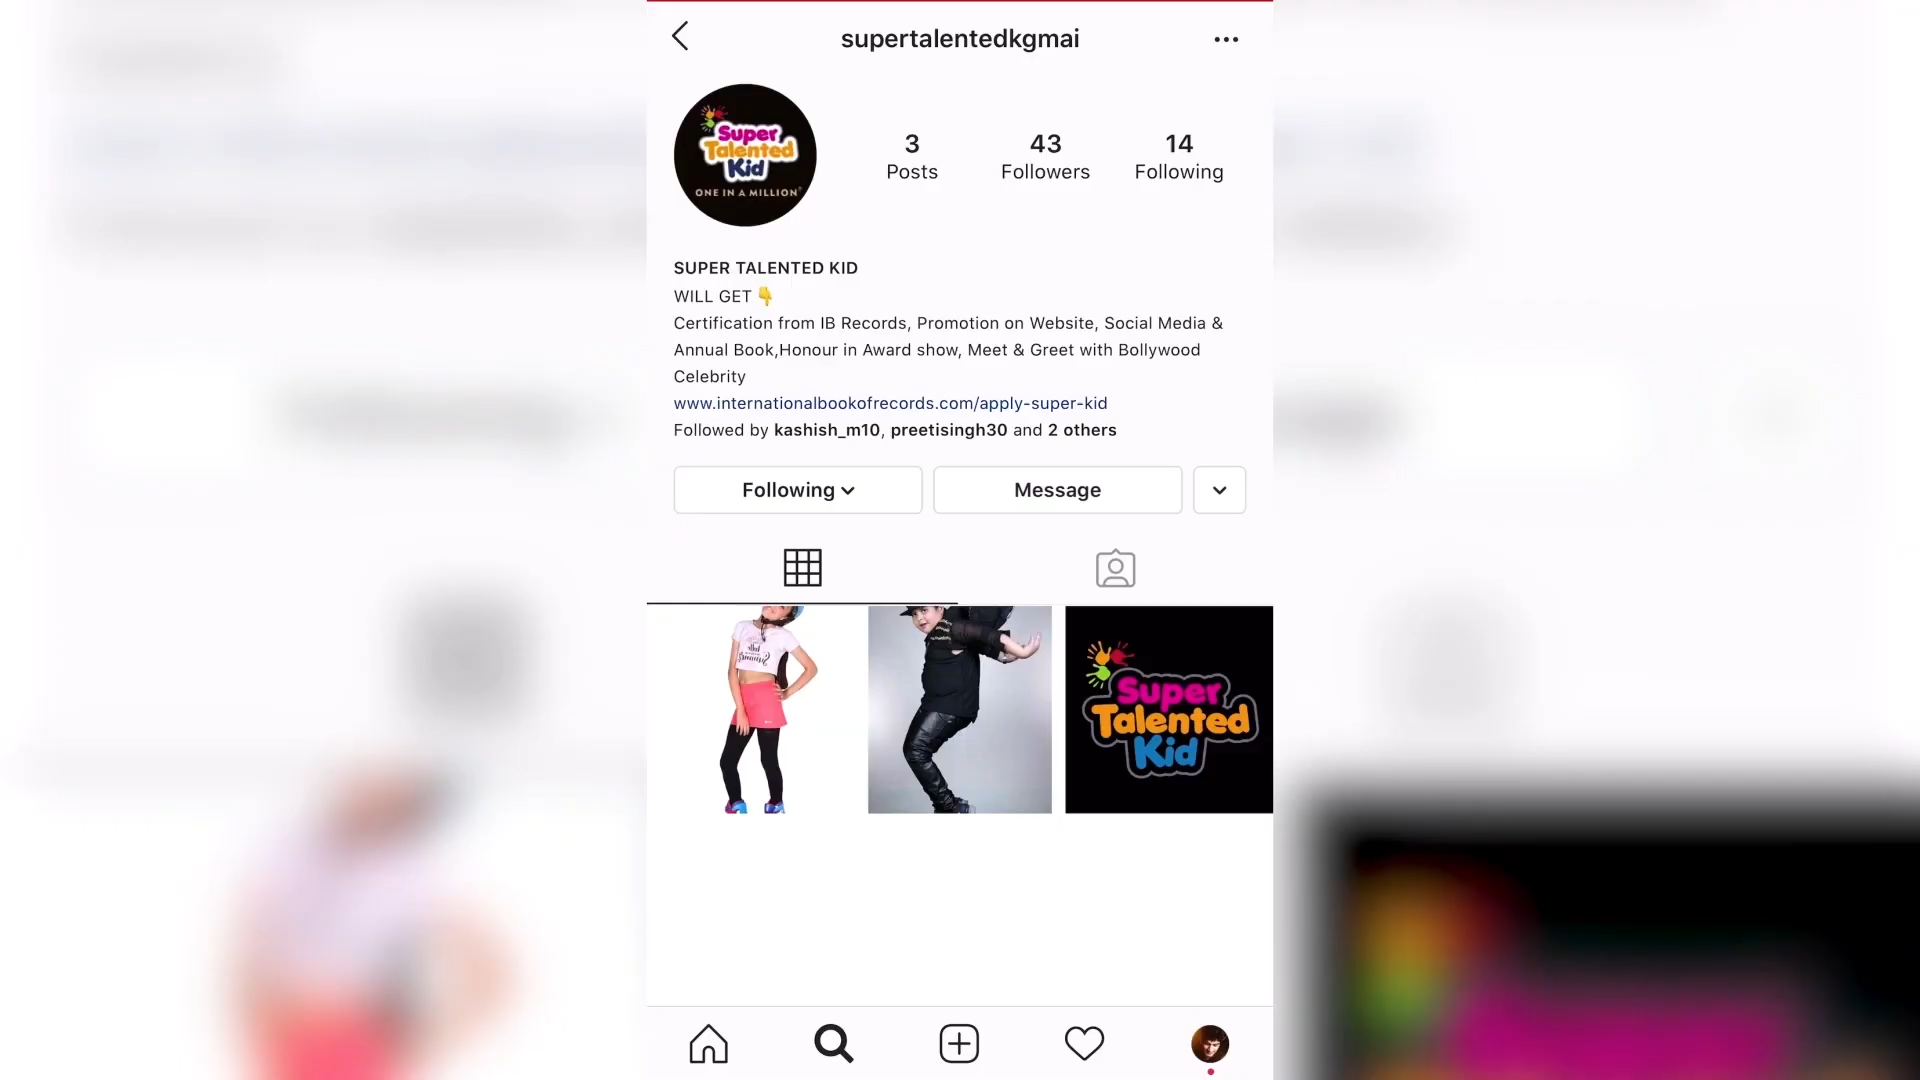 supertalentedkgmai
Super
Talented
Kid
ONE IN A MILLION
3
Posts
43
Followers
14
Following
SUPER TALENTED KID
WILL GET 👇
Certification from IB Records, Promotion on Website, Social Media &
Annual Book,Honour in Award show, Meet & Greet with Bollywood
Celebrity
www.internationalbookofrecords.com/apply-super-kid
Followed by kashish_m10, preetisingh30 and 2 others
Following
Message
Super
Talented
Kid